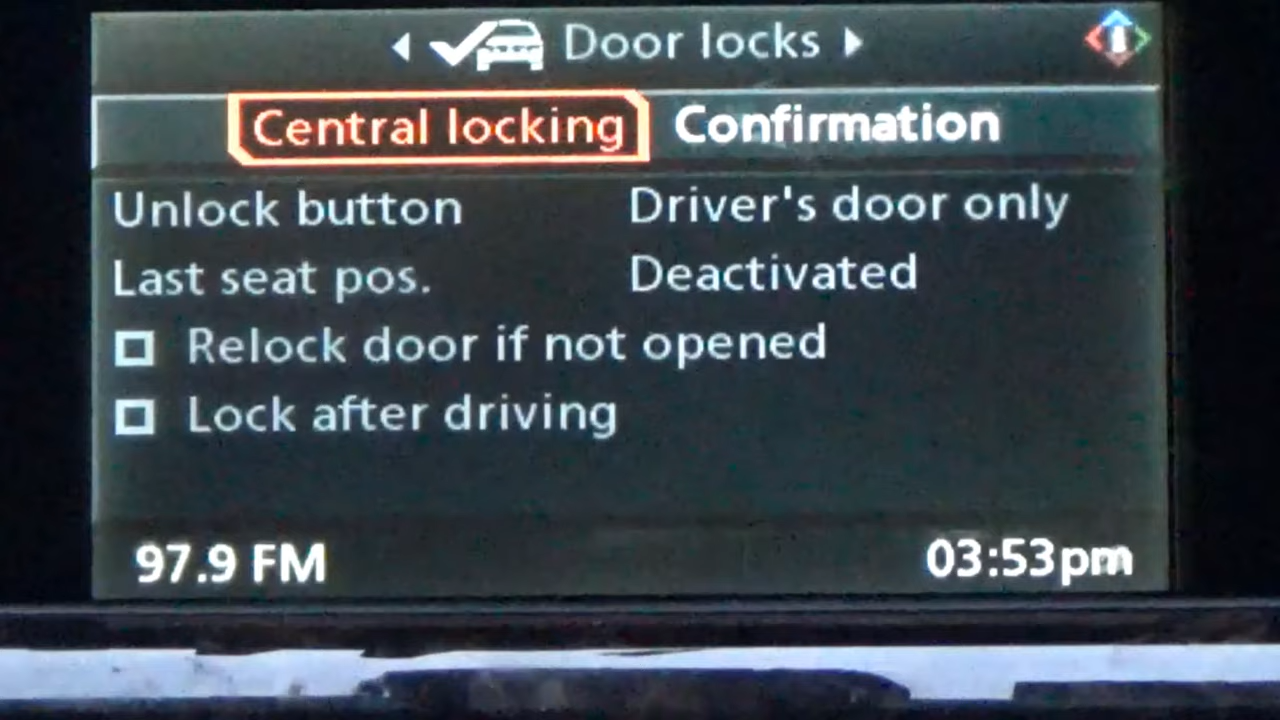 Door locks
Central locking Confirmation
Unlock button Driver's door only
Last seat pos. Deactivated
Relock door if not opened
Lock after driving
97.9 FM 03:53pm